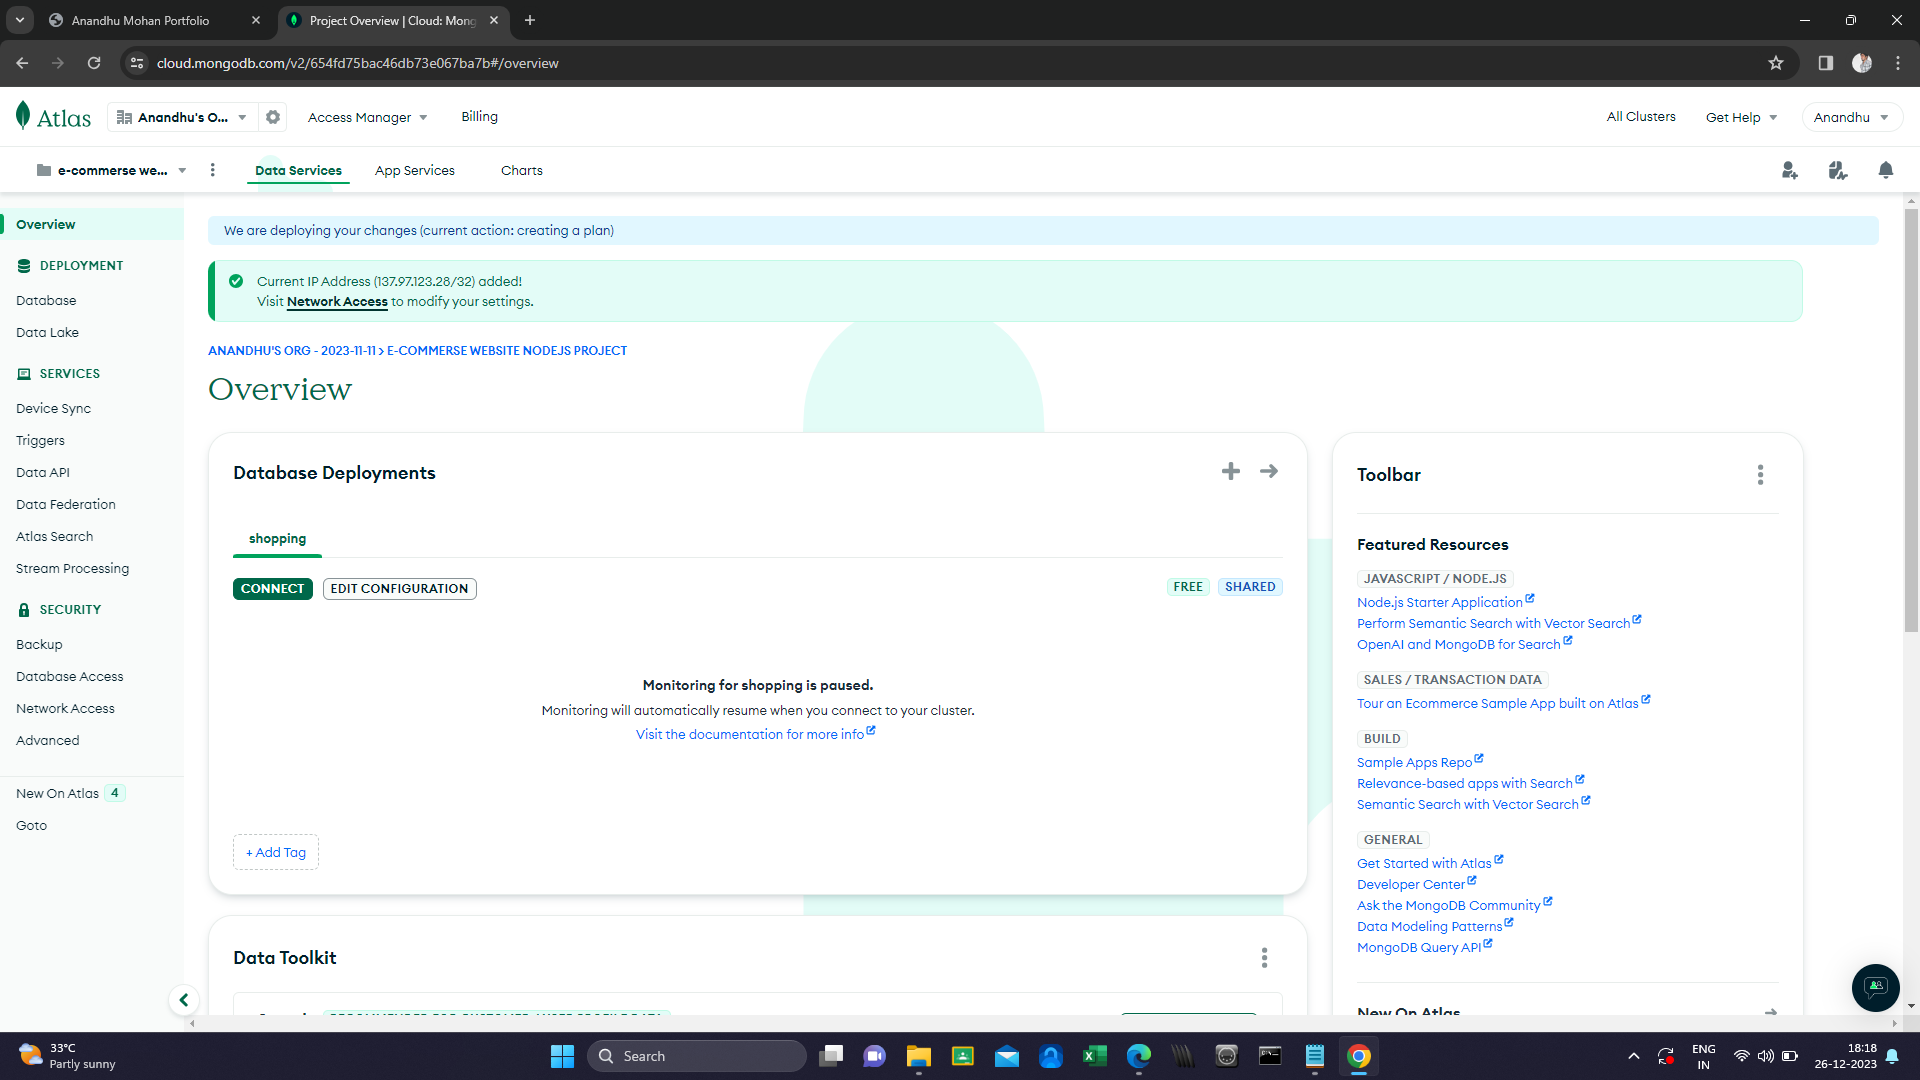 Anandhu Mohan Portfolio
Project Overview | Cloud: Mong
cloud.mongodb.com/v2/654fd75bac46db73e067ba7b#/overview
Atlas
Anandhu's O...
Access Manager
Billing
All Clusters
Get Help
Anandhu
e-commerse we...
Data Services
App Services
Charts
Overview
DEPLOYMENT
Database
Data Lake
SERVICES
Device Sync
Triggers
Data API
Data Federation
Atlas Search
Stream Processing
SECURITY
Backup
Database Access
Network Access
Advanced
New On Atlas 4
Goto
We are deploying your changes (current action: creating a plan)
Current IP Address (137.97.123.28/32) added!
Visit Network Access to modify your settings.
ANANDHU'S ORG - 2023-11-11 > E-COMMERSE WEBSITE NODEJS PROJECT
Overview
Database Deployments
shopping
CONNECT
EDIT CONFIGURATION
FREE
SHARED
Monitoring for shopping is paused.
Monitoring will automatically resume when you connect to your cluster.
Visit the documentation for more info
+ Add Tag
Data Toolkit
Toolbar
Featured Resources
JAVASCRIPT / NODE.JS
Node.js Starter Application
Perform Semantic Search with Vector Search
OpenAI and MongoDB for Search
SALES / TRANSACTION DATA
Tour an Ecommerce Sample App built on Atlas
BUILD
Sample Apps Repo
Relevance-based apps with Search
Semantic Search with Vector Search
GENERAL
Get Started with Atlas
Developer Center
Ask the MongoDB Community
Data Modeling Patterns
MongoDB Query API
New On Atlas
33°C
Partly sunny
Search
ENG
IN
18:18
26-12-2023